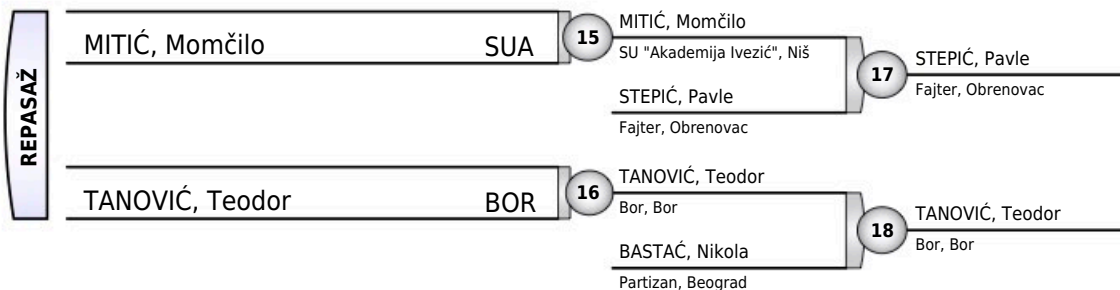 REPASAŽ
MITIĆ, Momčilo SUA
15
MITIĆ, Momčilo
SU "Akademija Ivezić", Niš
STEPIĆ, Pavle
Fajter, Obrenovac
17
STEPIĆ, Pavle
Fajter, Obrenovac
TANOVIĆ, Teodor BOR
16
TANOVIĆ, Teodor
Bor, Bor
BASTAĆ, Nikola
Partizan, Beograd
18
TANOVIĆ, Teodor
Bor, Bor